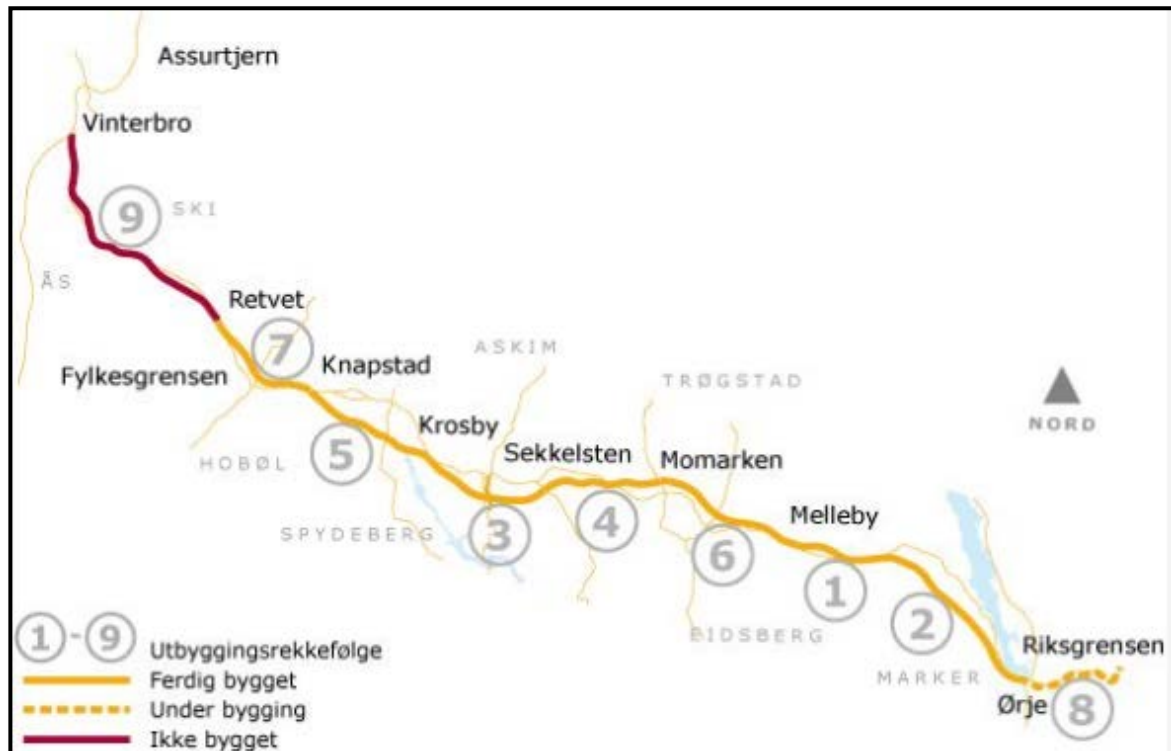 Assurtjern
Vinterbro
9
SKI
ÅS
Retvet
7
Fylkesgrensen
Knapstad
ASKIM
TRØGSTAD
NORD
Krosby
5
HOBØL
Sekkelsten
Momarken
SPYDEBERG
3
4
6
Melleby
1
2
EIDSBERG
MARKER
Riksgrensen
Ørje
8
1 - 9 Utbyggingsrekkefølge
Ferdig bygget
Under bygging
Ikke bygget